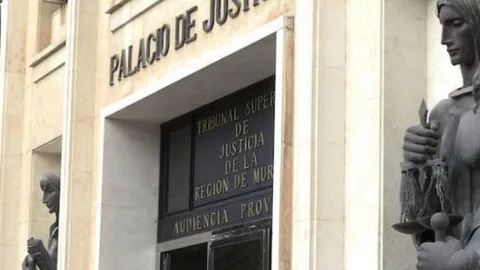 PALACIO DE JUSTI
TRIBUNAL SUPER
DE
JUSTICIA
DE LA
REGION DE MUR
AUDIENCIA PROV